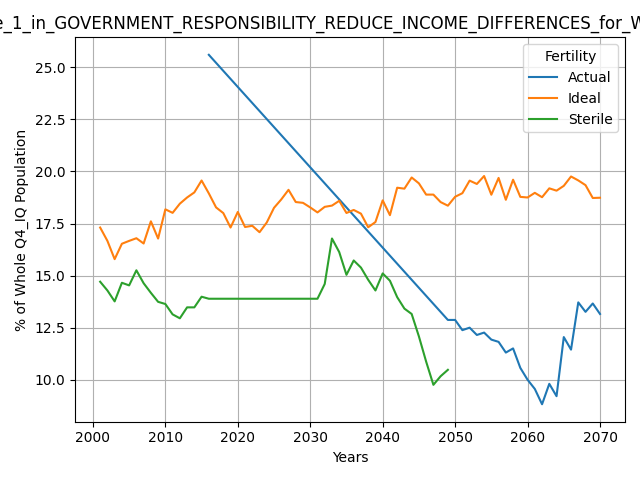 e_1_in_GOVERNMENT_RESPONSIBILITY_REDUCE_INCOME_DIFFERENCES_for_W
Fertility
Actual
Ideal
Sterile
% of Whole Q4_IQ Population
25.0
22.5
20.0
17.5
15.0
12.5
10.0
2000 2010 2020 2030 2040 2050 2060 2070
Years